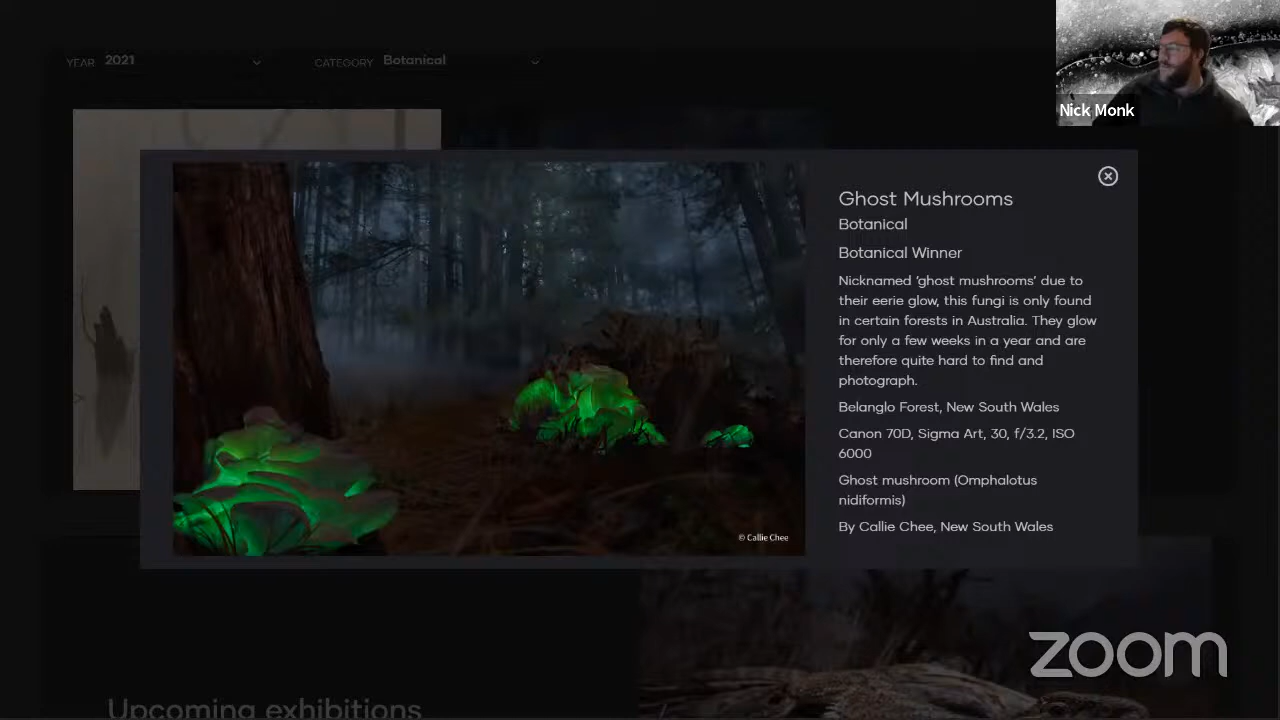 YEAR 2021 CATEGORY Botanical
Nick Monk
Ghost Mushrooms
Botanical
Botanical Winner
Nicknamed ‘ghost mushrooms’ due to
their eerie glow, this fungi is only found
in certain forests in Australia. They glow
for only a few weeks in a year and are
therefore quite hard to find and
photograph.
Belanglo Forest, New South Wales
Canon 70D, Sigma Art, 30, f/3.2, ISO
6000
Ghost mushroom (Omphalotus
nidiformis)
By Callie Chee, New South Wales
© Callie Chee
zoom
Upcoming exhibitions